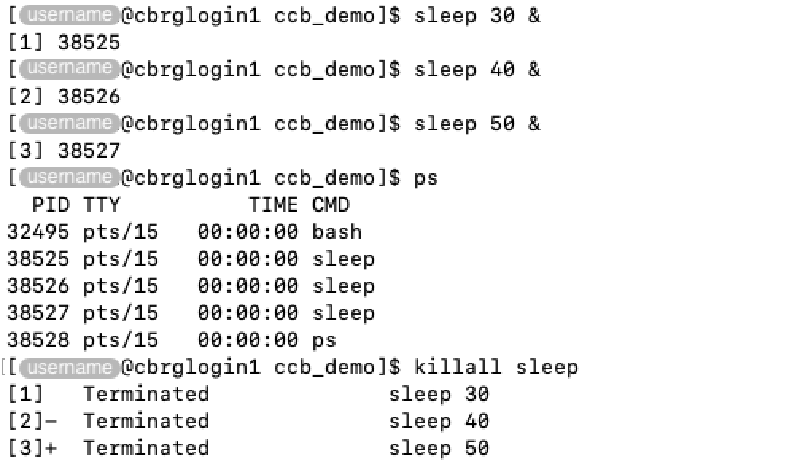 [username@cbrglogin1 ccb_demo]$ sleep 30 &
[1] 38525
[username@cbrglogin1 ccb_demo]$ sleep 40 &
[2] 38526
[username@cbrglogin1 ccb_demo]$ sleep 50 &
[3] 38527
[username@cbrglogin1 ccb_demo]$ ps
  PID TTY          TIME CMD
32495 pts/15   00:00:00 bash
38525 pts/15   00:00:00 sleep
38526 pts/15   00:00:00 sleep
38527 pts/15   00:00:00 sleep
38528 pts/15   00:00:00 ps
[[username@cbrglogin1 ccb_demo]$ killall sleep
[1]   Terminated              sleep 30
[2]-  Terminated              sleep 40
[3]+  Terminated              sleep 50